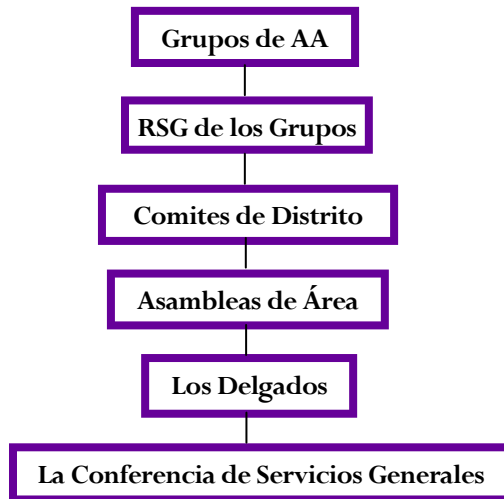 Grupos de AA
RSG de los Grupos
Comites de Distrito
Asambleas de Área
Los Delgados
La Conferencia de Servicios Generales